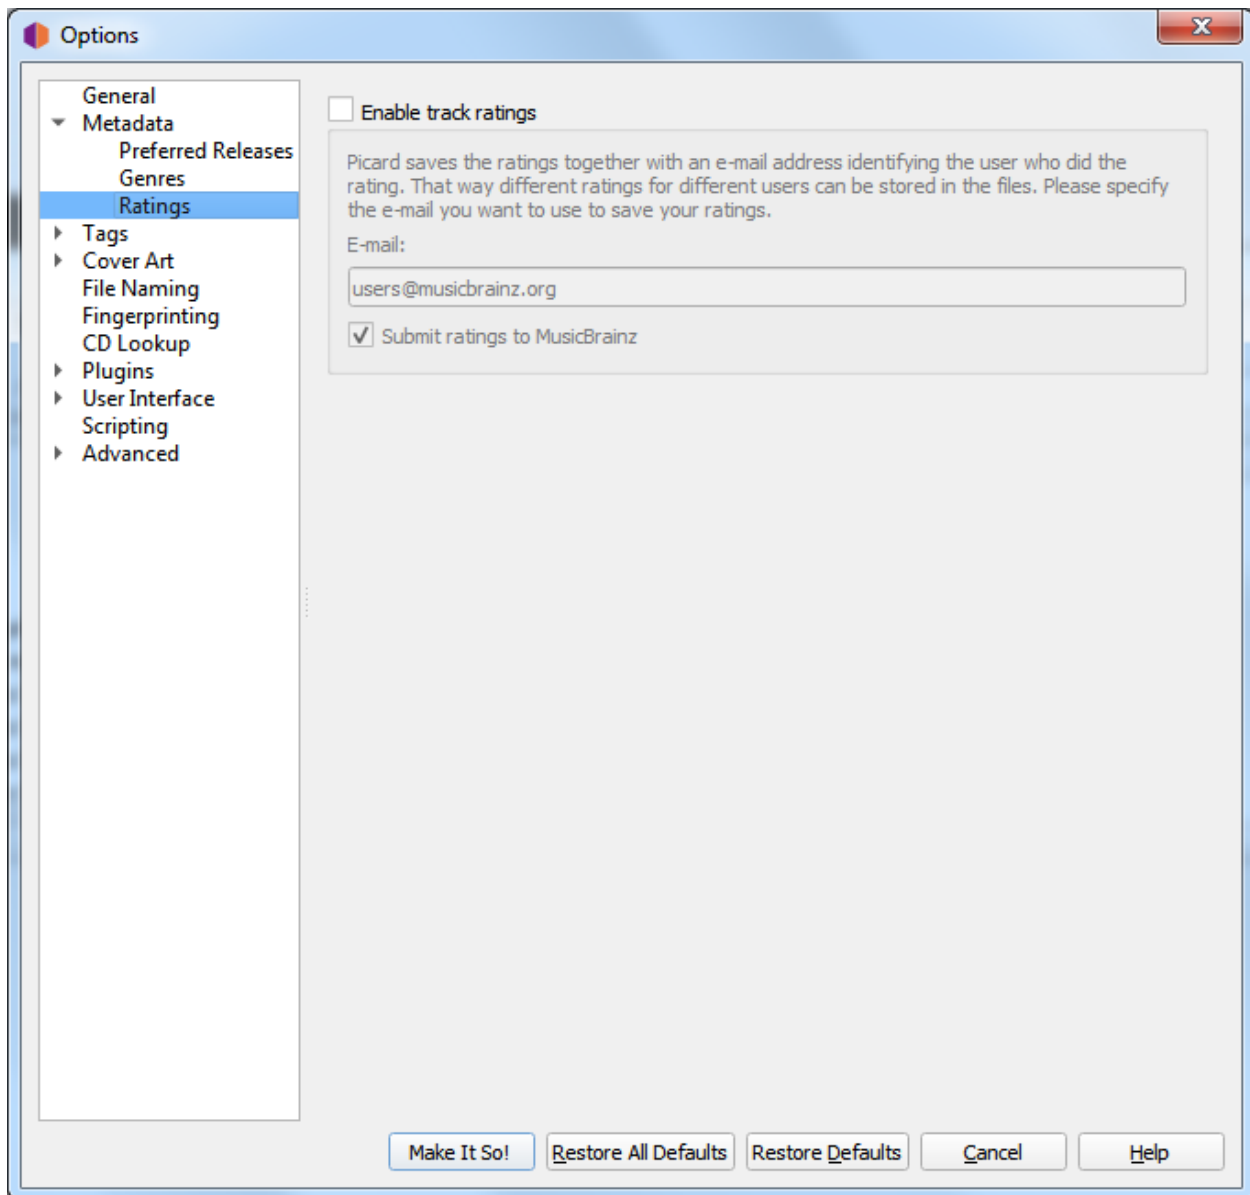 Options
General
Metadata
Preferred Releases
Genres
Ratings
Tags
Cover Art
File Naming
Fingerprinting
CD Lookup
Plugins
User Interface
Scripting
Advanced
Enable track ratings
Picard saves the ratings together with an e-mail address identifying the user who did the
rating. That way different ratings for different users can be stored in the files. Please specify
the e-mail you want to use to save your ratings.
E-mail:
users@musicbrainz.org
Submit ratings to MusicBrainz
Make It So!
Restore All Defaults
Restore Defaults
Cancel
Help